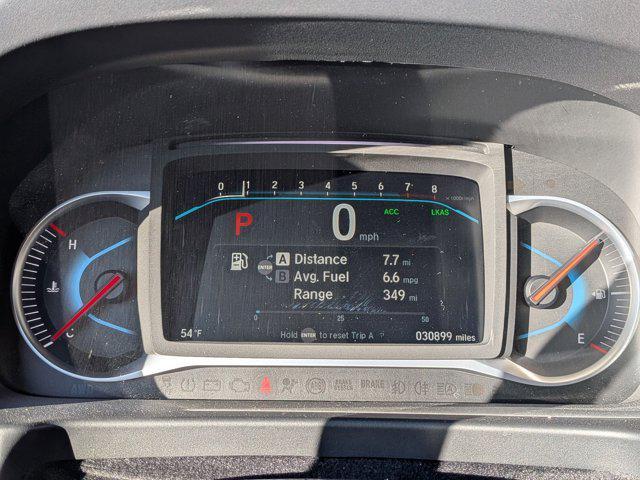 0 1 2 3 4 5 6 7 8
x 1000r/min
P 0 ACC LKAS
mph
H
A Distance 7.7 mi
ENTER
B Avg. Fuel 6.6 mpg
Range 349 mi
0 25 50
C
E
54°F Hold ENTER to reset Trip A ? 030899 miles
BRAKE